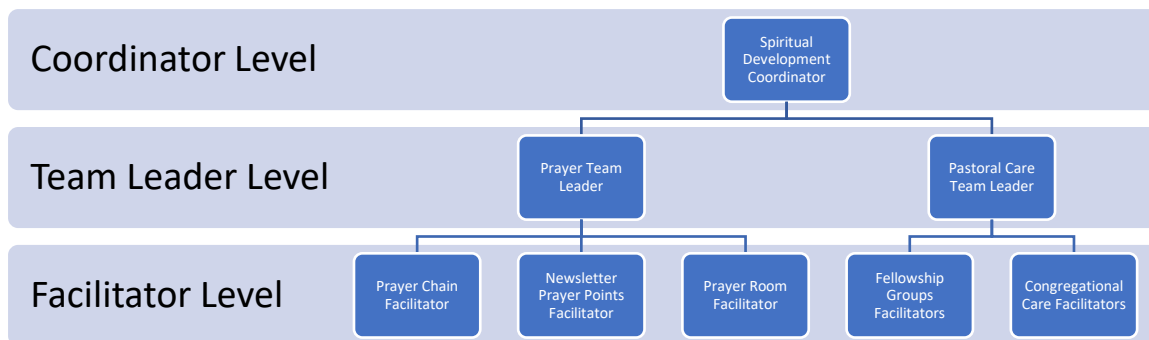 Coordinator Level
Spiritual
Development
Coordinator
Team Leader Level
Prayer Team
Leader
Pastoral Care
Team Leader
Facilitator Level
Prayer Chain
Facilitator
Newsletter
Prayer Points
Facilitator
Prayer Room
Facilitator
Fellowship
Groups
Facilitators
Congregational
Care Facilitators